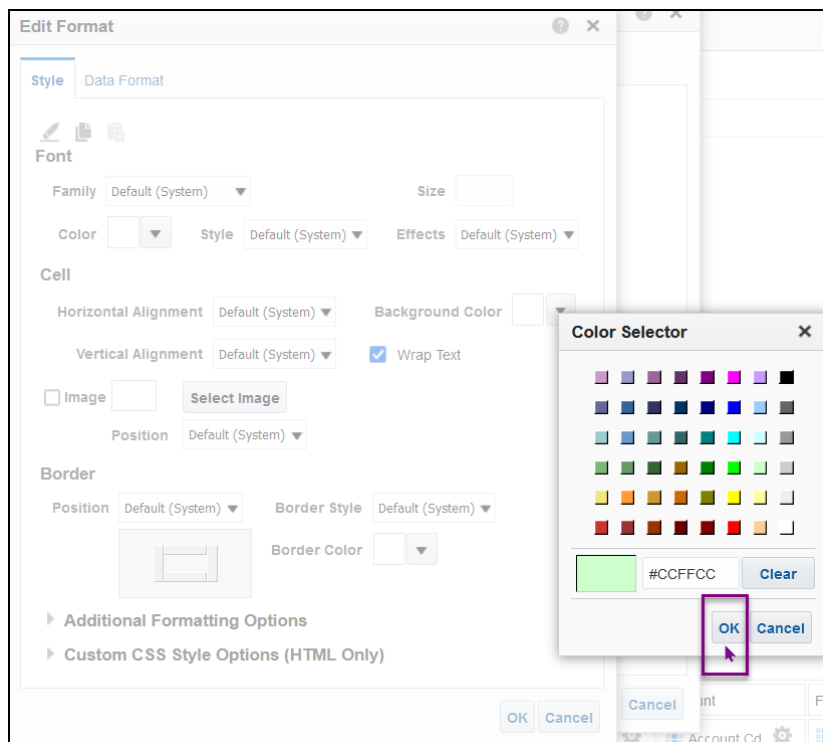 Edit Format
Style Data Format
Font
Family Default (System) Size
Color Style Default (System) Effects Default (System)
Cell
Horizontal Alignment Default (System) Background Color
Vertical Alignment Default (System) Wrap Text
Image Select Image
Position Default (System)
Border
Position Default (System) Border Style Default (System)
Border Color
Additional Formatting Options
Custom CSS Style Options (HTML Only)
OK Cancel
Color Selector
#CCFFCC Clear
OK Cancel
Cancel
Account Cd